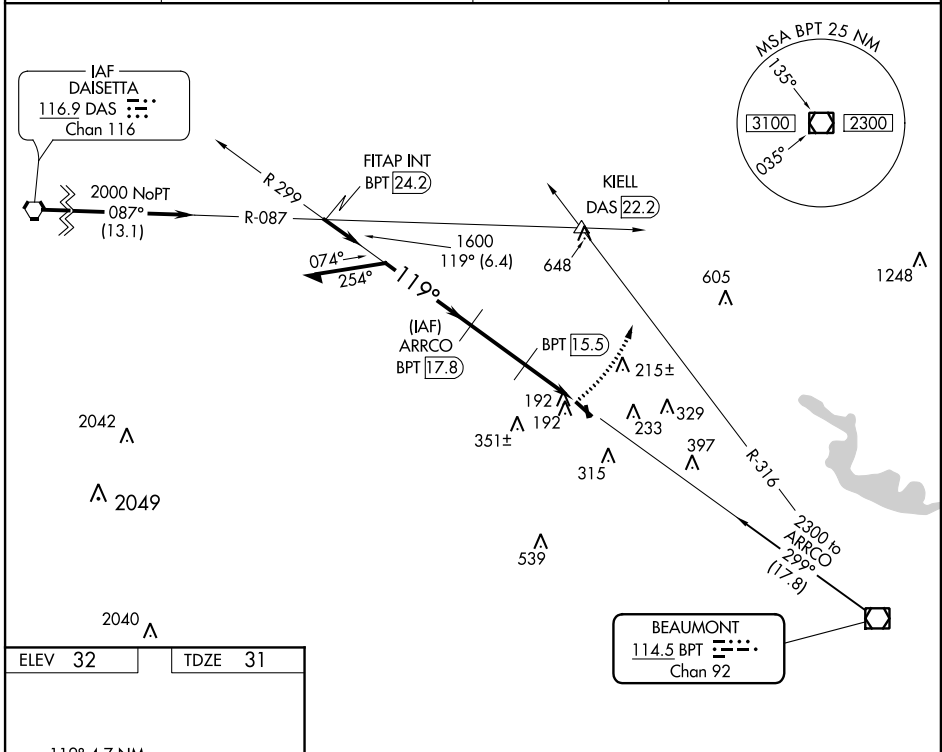 MSA BPT 25 NM
135°
3100
2300
035°
IAF
DAISETTA
116.9 DAS
Chan 116
2000 NoPT
087°
(13.1)
R-087
R 299
FITAP INT
BPT 24.2
KIELL
DAS 22.2
1600
119° (6.4)
648
074°
254°
119°
605
1248
(IAF)
ARRCO
BPT 17.8
BPT 15.5
215±
192
192
351±
233
329
315
397
2042
2049
539
2040
R-316
2300 to
ARRCO
299°
(17.8)
BEAUMONT
114.5 BPT
Chan 92
ELEV 32
TDZE 31